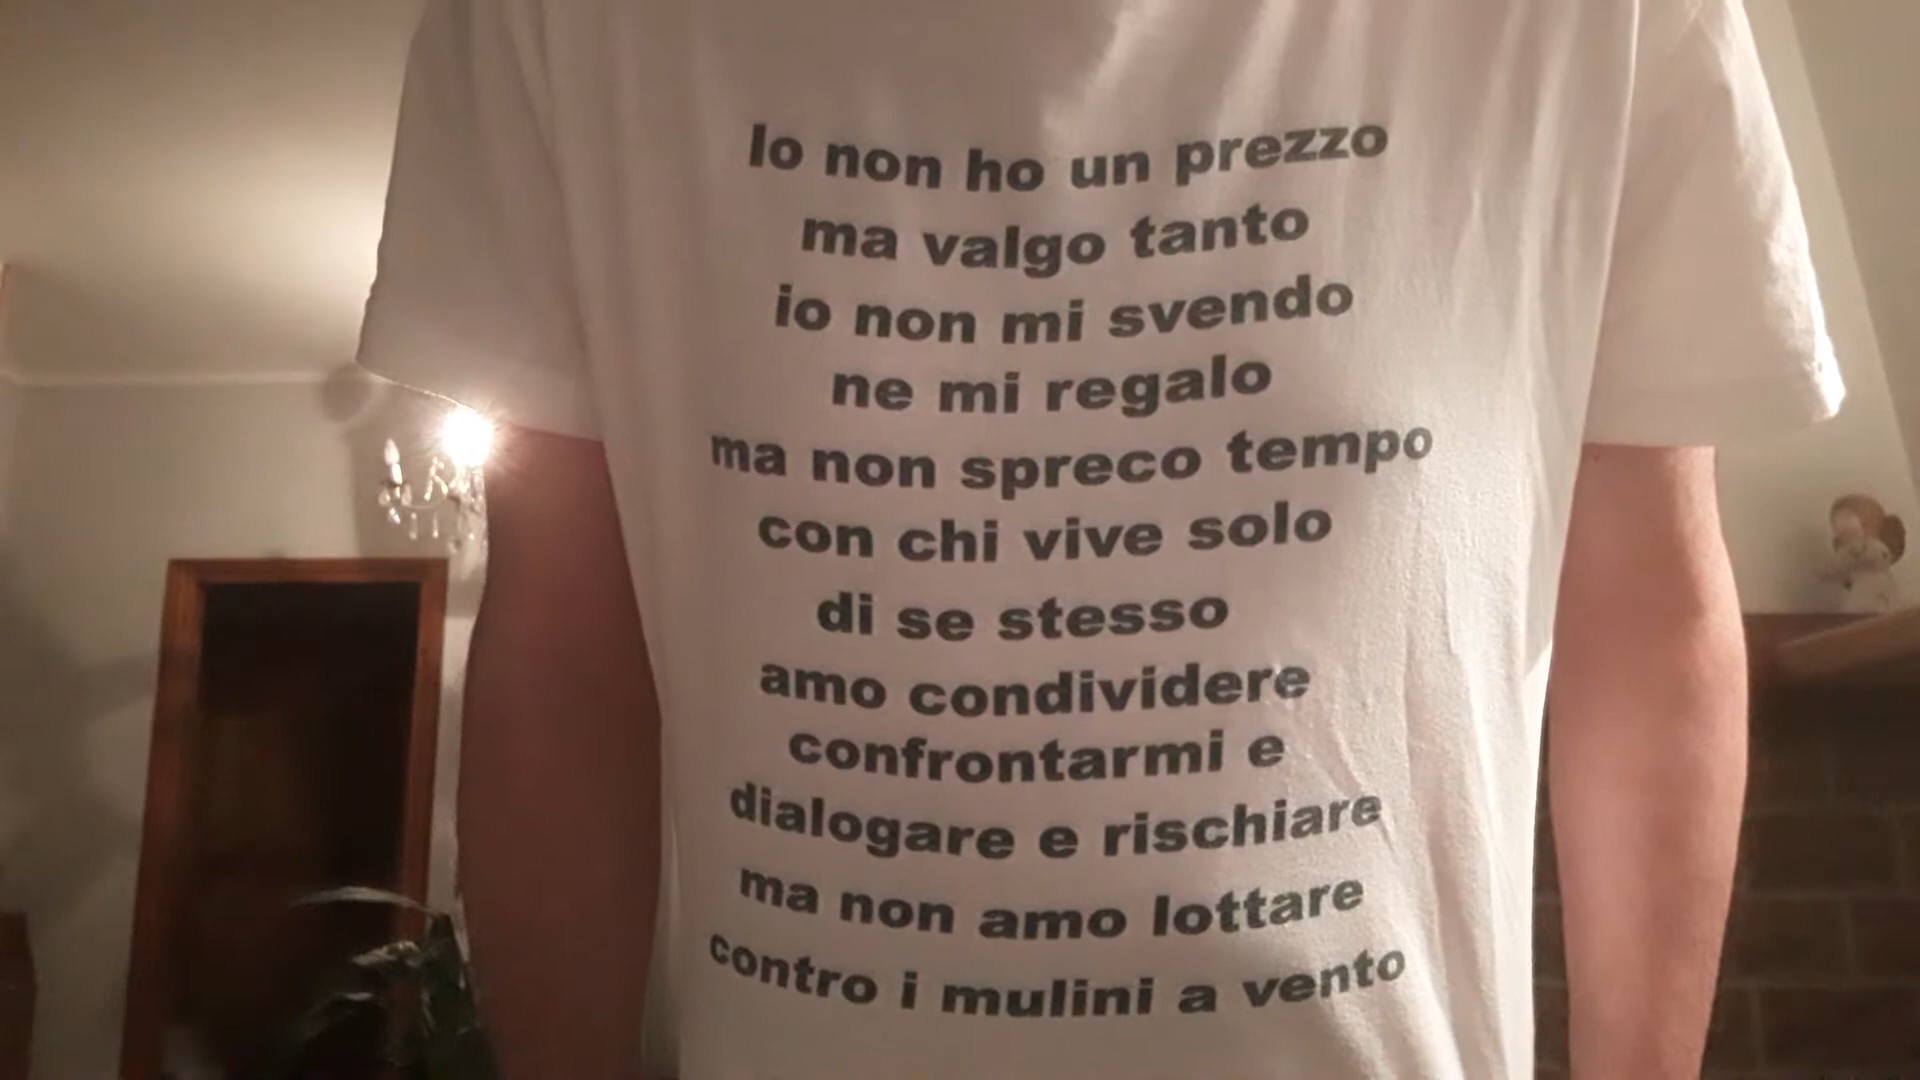 Io non ho un prezzo
ma valgo tanto
io non mi svendo
ne mi regalo
ma non spreco tempo
con chi vive solo
di se stesso
amo condividere
confrontarmi e
dialogare e rischiare
ma non amo lottare
contro i mulini a vento